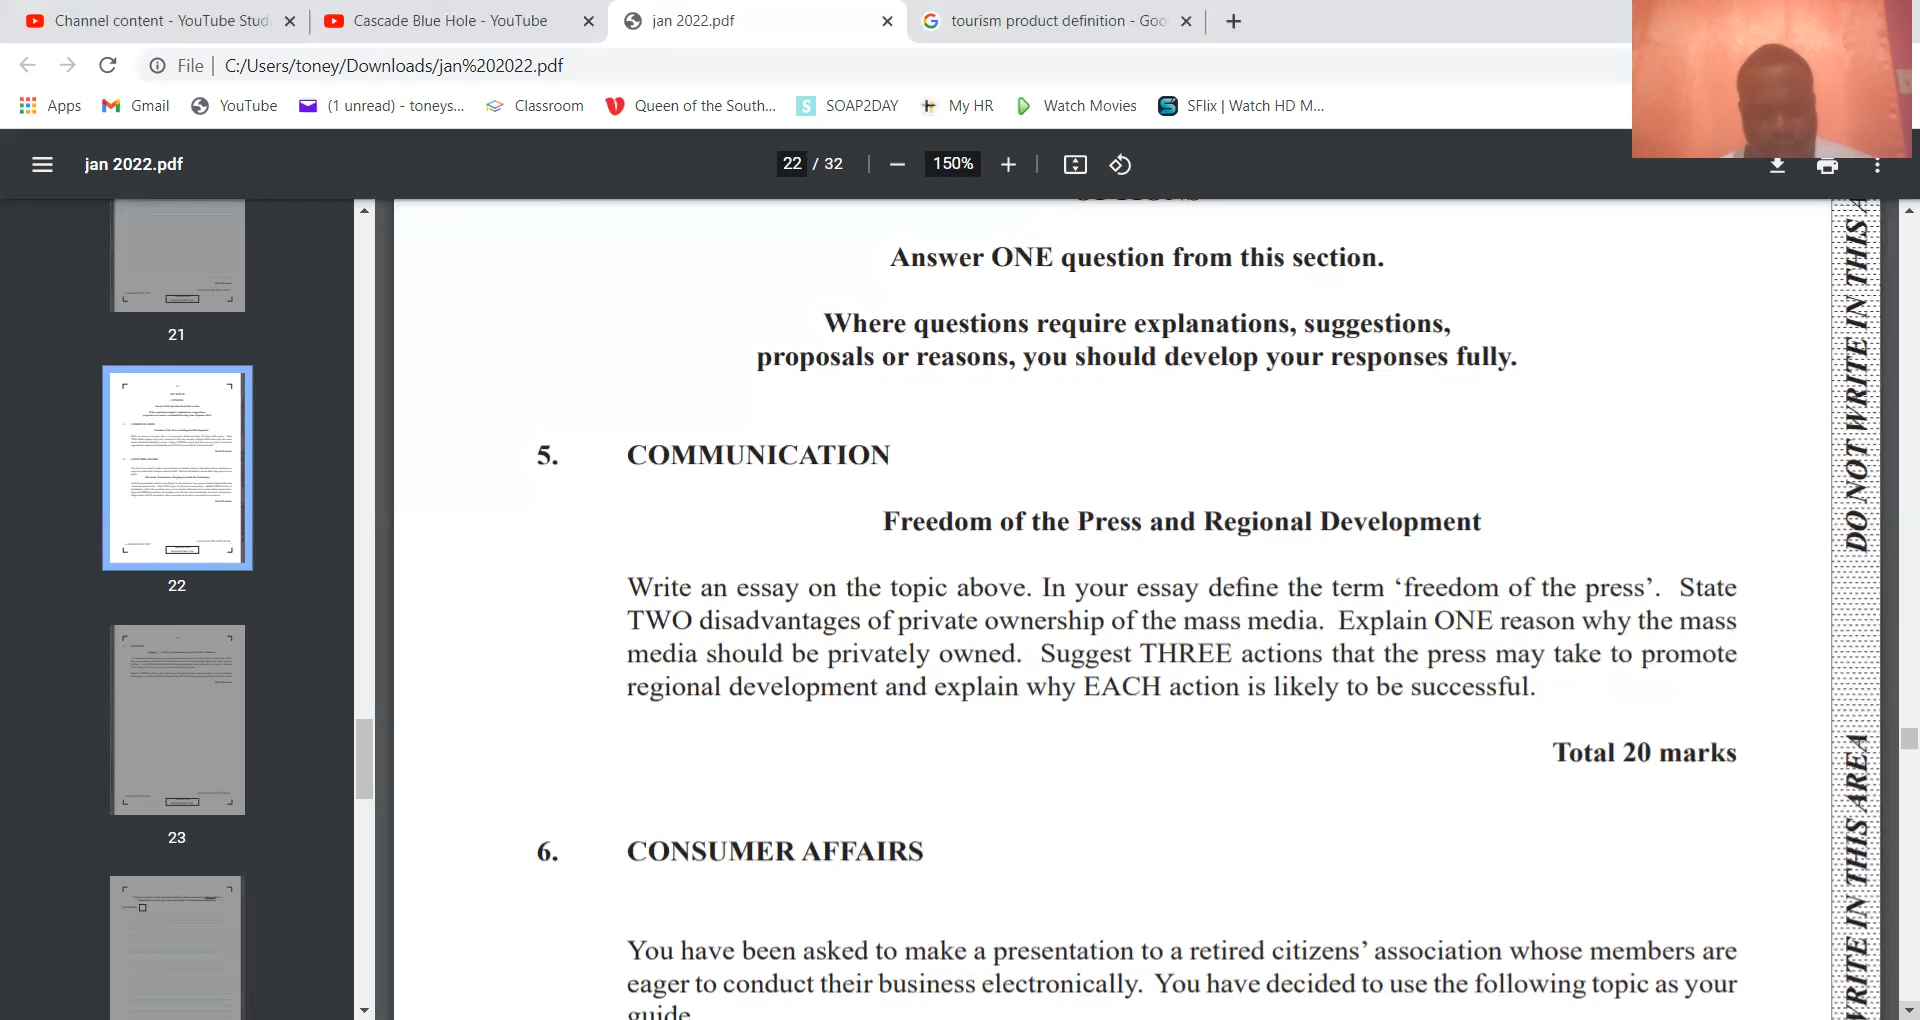 Channel content - YouTube Stud
Cascade Blue Hole - YouTube
jan 2022.pdf
tourism product definition - Goo
File
C:/Users/toney/Downloads/jan%202022.pdf
Apps
Gmail
YouTube
(1 unread) - toneys...
Classroom
Queen of the South...
SOAP2DAY
My HR
Watch Movies
SFlix | Watch HD M...
jan 2022.pdf
22 / 32
150%
21
22
23
Answer ONE question from this section.
Where questions require explanations, suggestions,
proposals or reasons, you should develop your responses fully.
5. COMMUNICATION
Freedom of the Press and Regional Development
Write an essay on the topic above. In your essay define the term ‘freedom of the press’. State
TWO disadvantages of private ownership of the mass media. Explain ONE reason why the mass
media should be privately owned. Suggest THREE actions that the press may take to promote
regional development and explain why EACH action is likely to be successful.
Total 20 marks
6. CONSUMER AFFAIRS
You have been asked to make a presentation to a retired citizens’ association whose members are
eager to conduct their business electronically. You have decided to use the following topic as your
guide
DO NOT WRITE IN THIS A
WRITE IN THIS AREA